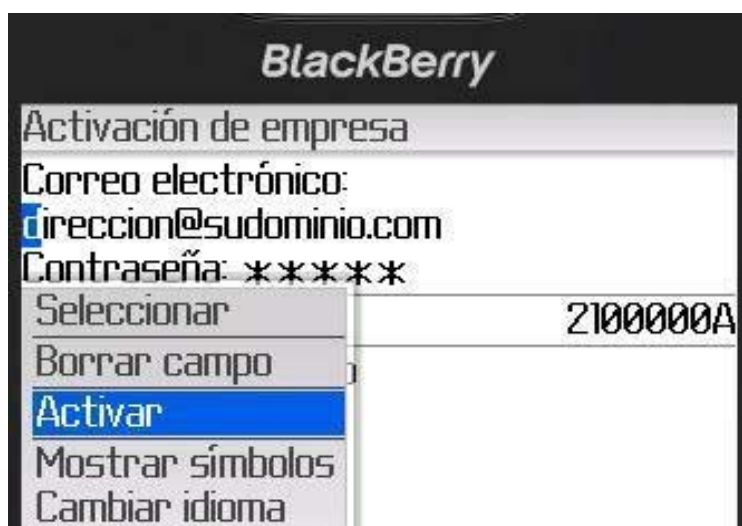 BlackBerry
Activación de empresa
Correo electrónico:
direccion@sudominio.com
Contraseña: *****
2100000A
Seleccionar
Borrar campo
Activar
Mostrar símbolos
Cambiar idioma